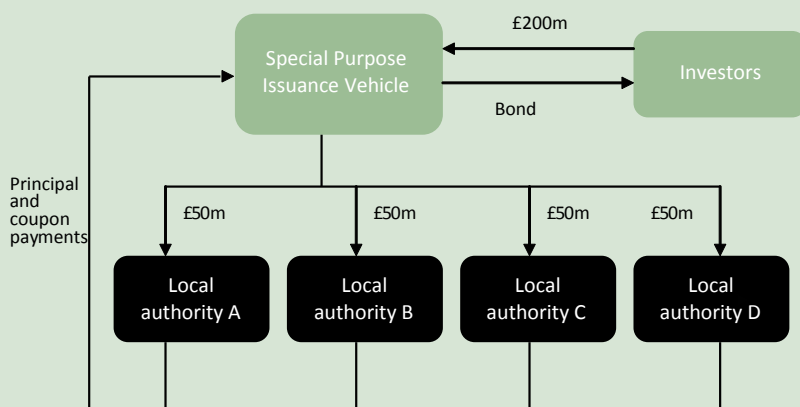 £200m
Special Purpose
Issuance Vehicle
Investors
Bond
Principal
and
coupon
payments
£50m
£50m
£50m
£50m
Local
authority A
Local
authority B
Local
authority C
Local
authority D